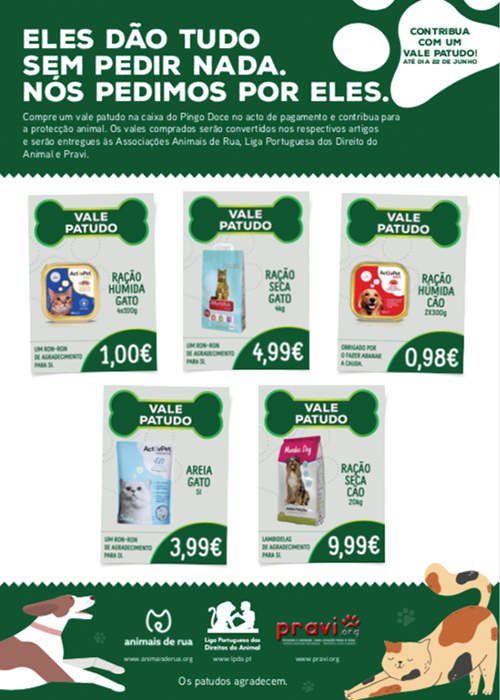 ELES DÃO TUDO
SEM PEDIR NADA.
NÓS PEDIMOS POR ELES.
CONTRIBUA
COM UM
VALE PATUDO!
ATÉ DIA 22 DE JUNHO
Compre um vale patudo na caixa do Pingo Doce no acto de pagamento e contribua para
a protecção animal. Os vales comprados serão convertidos nos respectivos artigos
e serão entregues às Associações Animais de Rua, Liga Portuguesa dos Direito do
Animal e Pravi.
VALE
PATUDO
ActivPet
RAÇÃO
HÚMIDA
GATO
4x100g
UM RON-RON
DE AGRADECIMENTO
PARA SI.
1,00€
VALE
PATUDO
RAÇÃO
SECA
GATO
4kg
UM RON-RON
DE AGRADECIMENTO
PARA SI.
4,99€
VALE
PATUDO
ActivPet
RAÇÃO
HÚMIDA
CÃO
2X300g
OBRIGADO POR
O FAZER ABANAR
A CAUDA.
0,98€
VALE
PATUDO
ActivPet
AREIA
GATO
5l
UM RON-RON
DE AGRADECIMENTO
PARA SI.
3,99€
VALE
PATUDO
Mundus Dog
RAÇÃO
SECA
CÃO
20kg
LAMBIDELAS
DE AGRADECIMENTO
PARA SI.
9,99€
animais de rua
www.animaisderua.org
Liga Portuguesa dos
Direitos do Animal
www.lpda.pt
pravi.org
www.pravi.org
Os patudos agradecem.